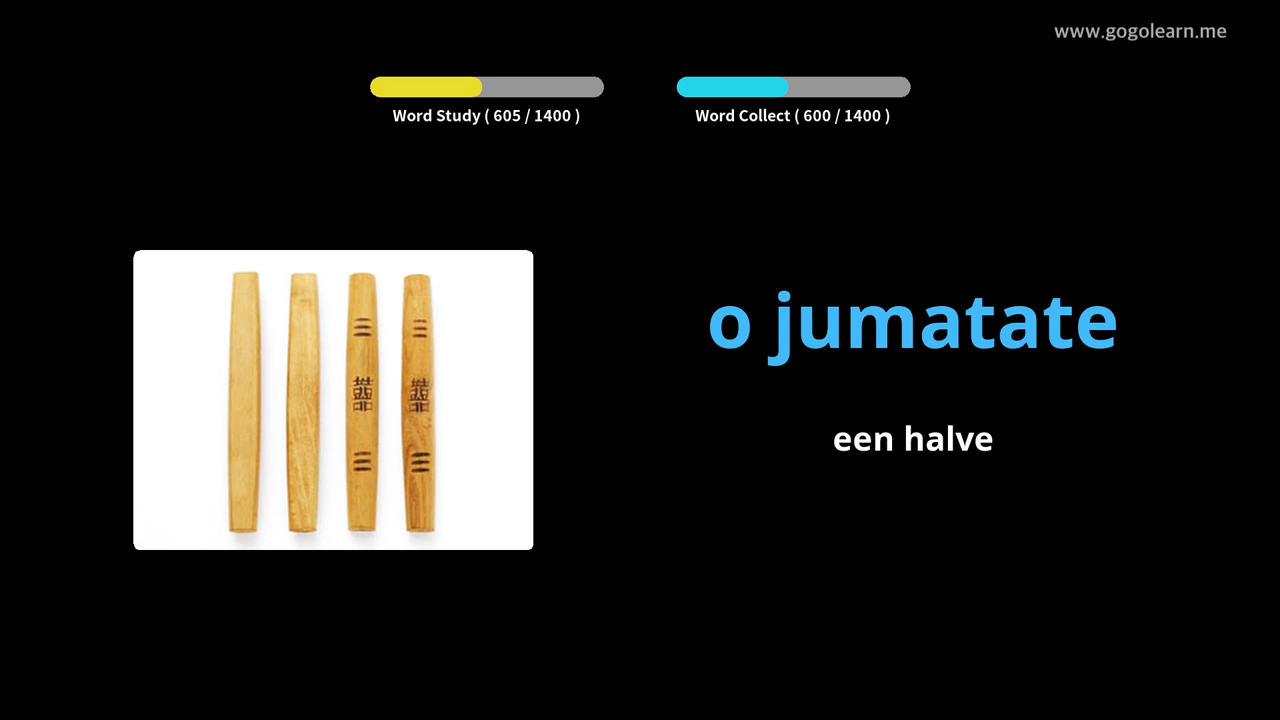 www.gogolearn.me
Word Study ( 605 / 1400 )
Word Collect ( 600 / 1400 )
o jumatate
een halve